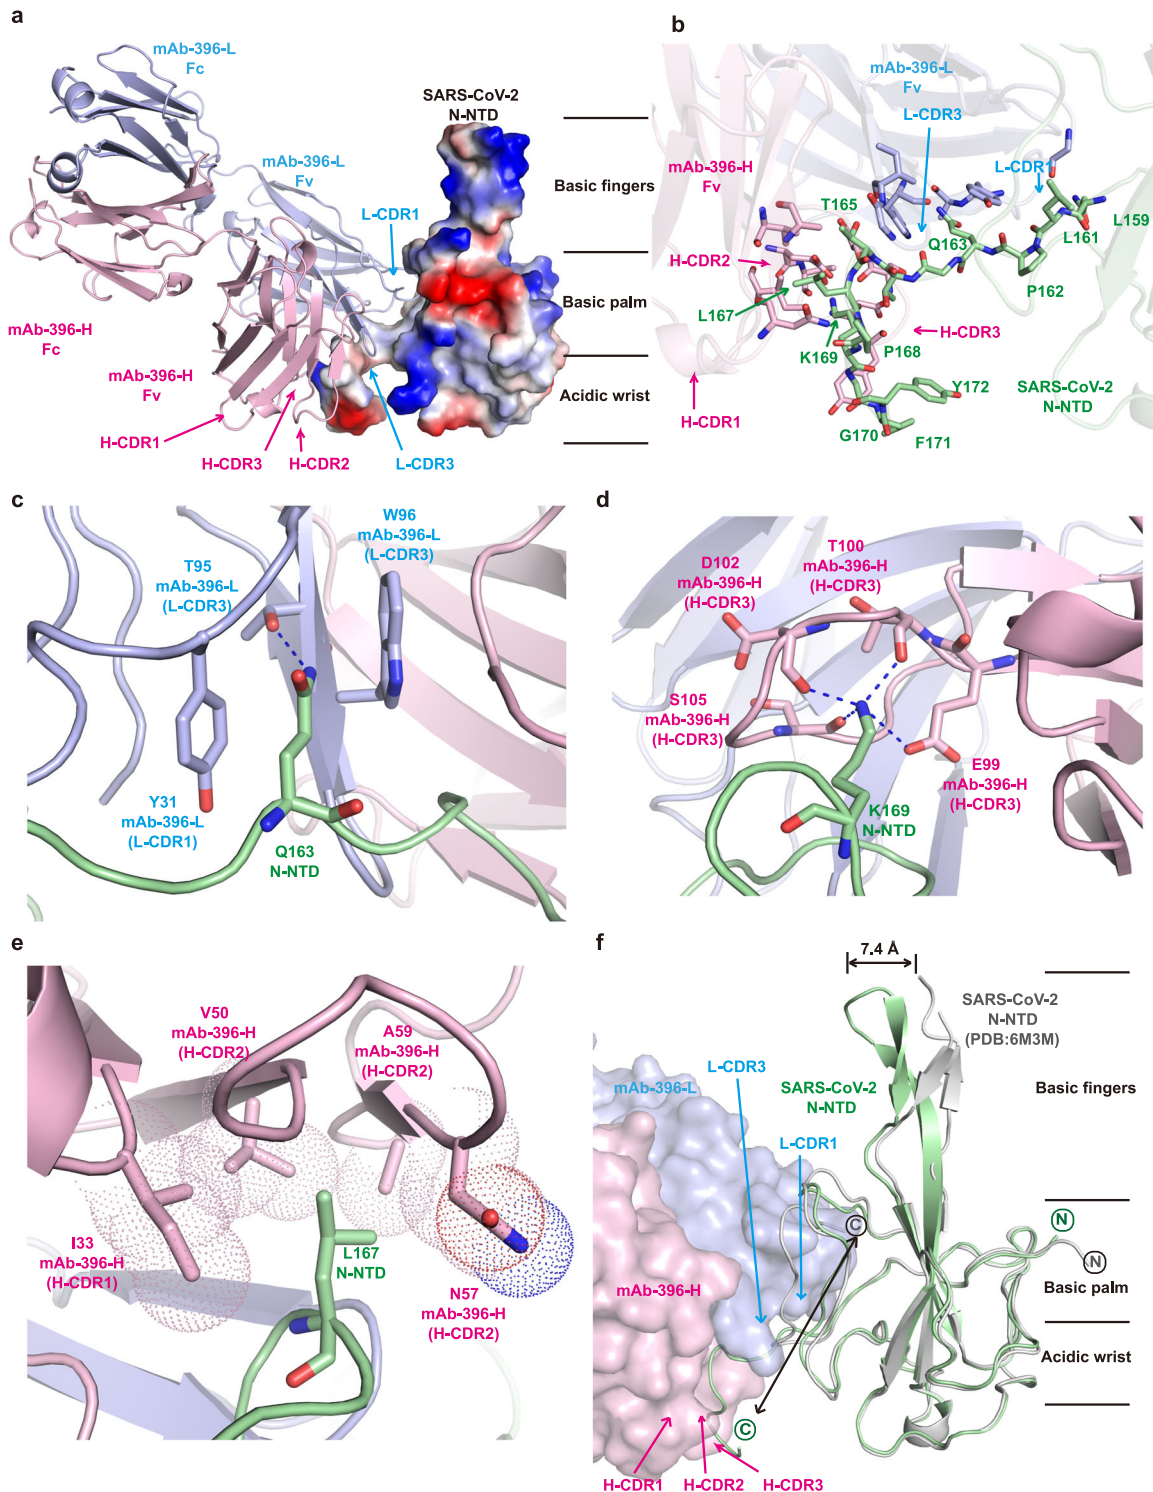 a
mAb-396-L
Fc
SARS-CoV-2
N-NTD
mAb-396-L
Fv
L-CDR1
Basic fingers
Basic palm
Acidic wrist
mAb-396-H
Fc
mAb-396-H
Fv
H-CDR1
H-CDR3
H-CDR2
L-CDR3
b
mAb-396-L
Fv
L-CDR3
L-CDR1
mAb-396-H
Fv
T165
Q163
L161
L159
H-CDR2
P162
L167
H-CDR3
K169
P168
Y172
H-CDR1
SARS-CoV-2
N-NTD
G170
F171
c
W96
mAb-396-L
(L-CDR3)
T95
mAb-396-L
(L-CDR3)
Y31
mAb-396-L
(L-CDR1)
Q163
N-NTD
d
T100
mAb-396-H
(H-CDR3)
D102
mAb-396-H
(H-CDR3)
S105
mAb-396-H
(H-CDR3)
E99
mAb-396-H
(H-CDR3)
K169
N-NTD
e
V50
mAb-396-H
(H-CDR2)
A59
mAb-396-H
(H-CDR2)
I33
mAb-396-H
(H-CDR1)
L167
N-NTD
N57
mAb-396-H
(H-CDR2)
f
7.4 Å
SARS-CoV-2
N-NTD
(PDB:6M3M)
L-CDR3
mAb-396-L
SARS-CoV-2
N-NTD
Basic fingers
L-CDR1
C
N
N
mAb-396-H
Basic palm
Acidic wrist
C
H-CDR1
H-CDR2
H-CDR3